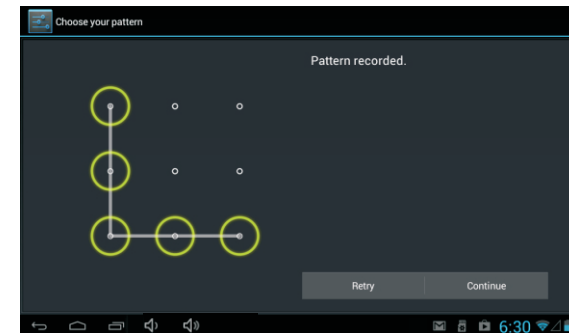 Choose your pattern
Pattern recorded.
Retry
Continue
6:30